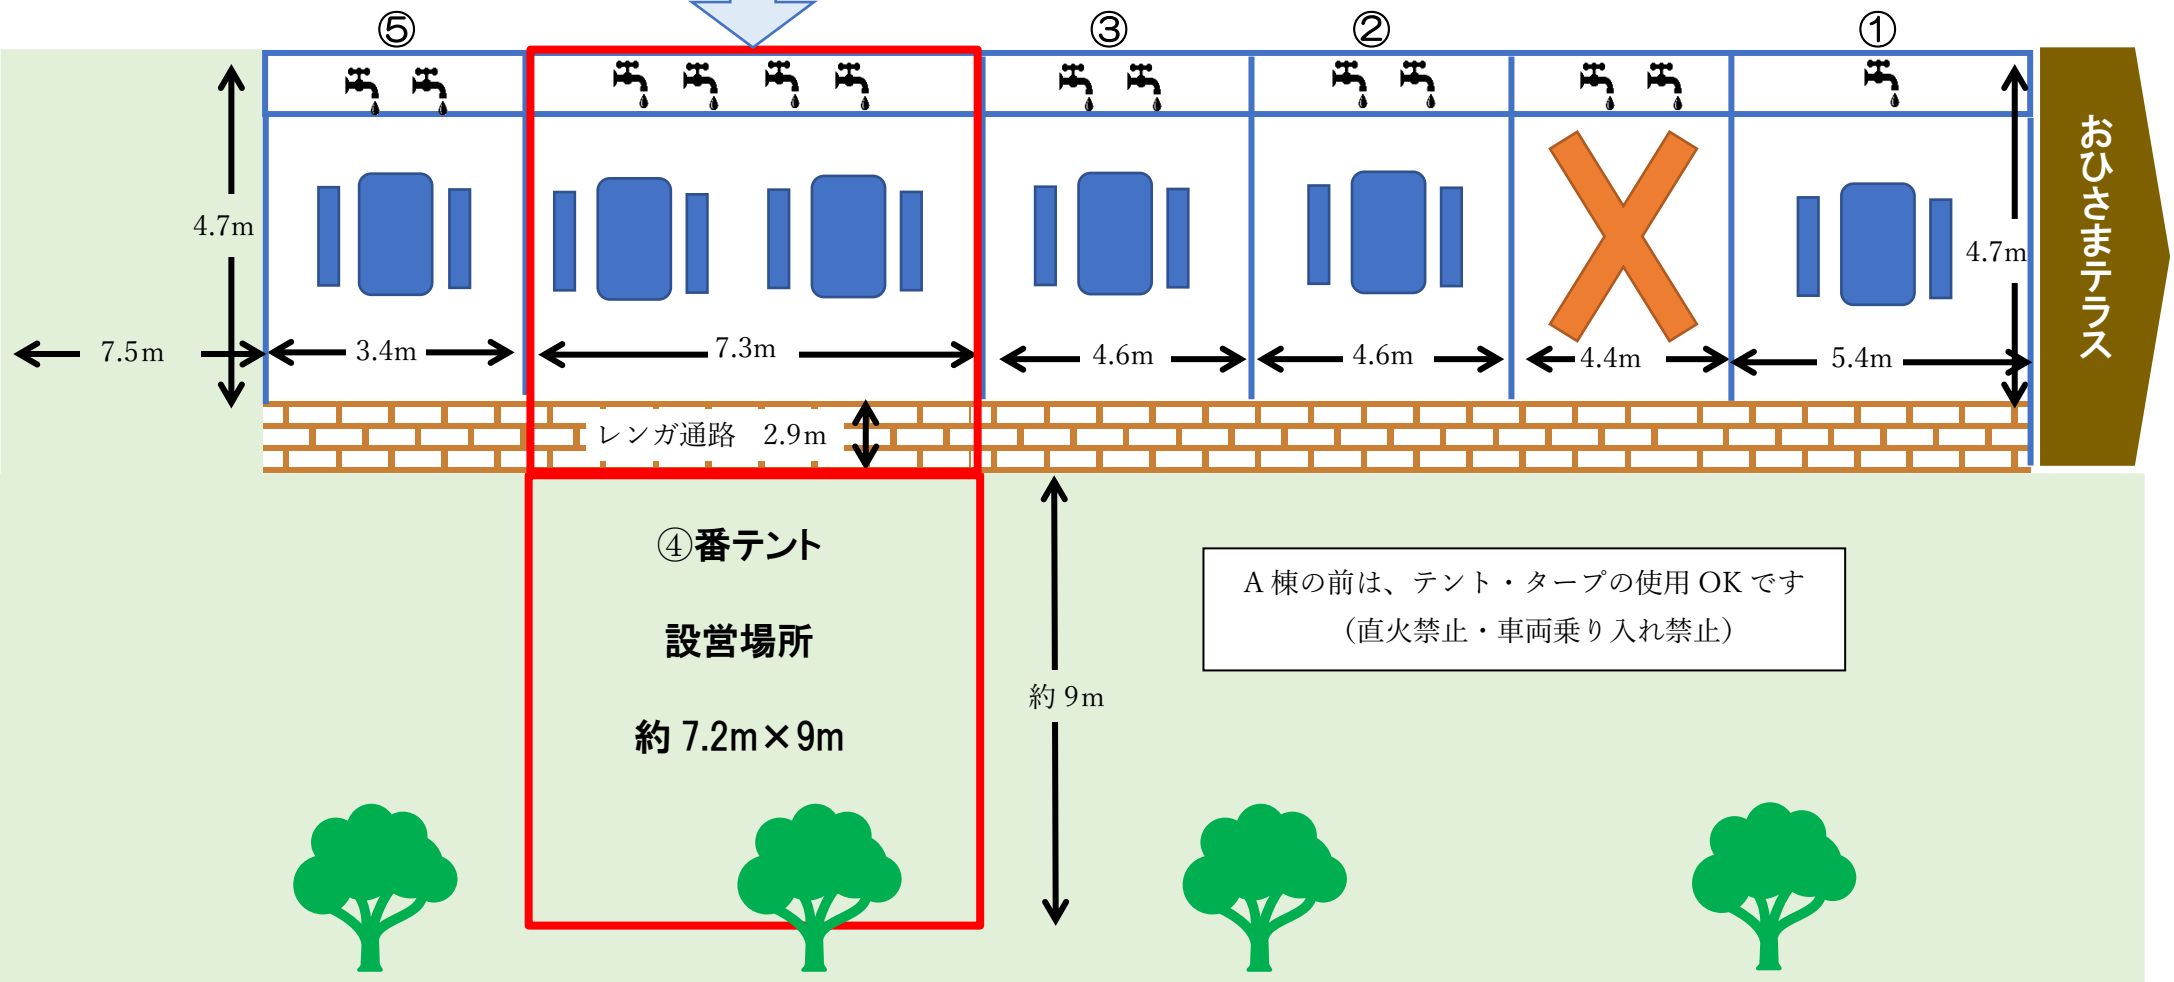 ⑤
③
②
①
4.7m
4.7m
おひさまテラス
7.5m
3.4m
7.3m
4.6m
4.6m
4.4m
5.4m
レンガ通路 2.9m
④番テント
設営場所
約 7.2m×9m
約 9m
A 棟の前は、テント・タープの使用 OK です
（直火禁止・車両乗り入れ禁止）